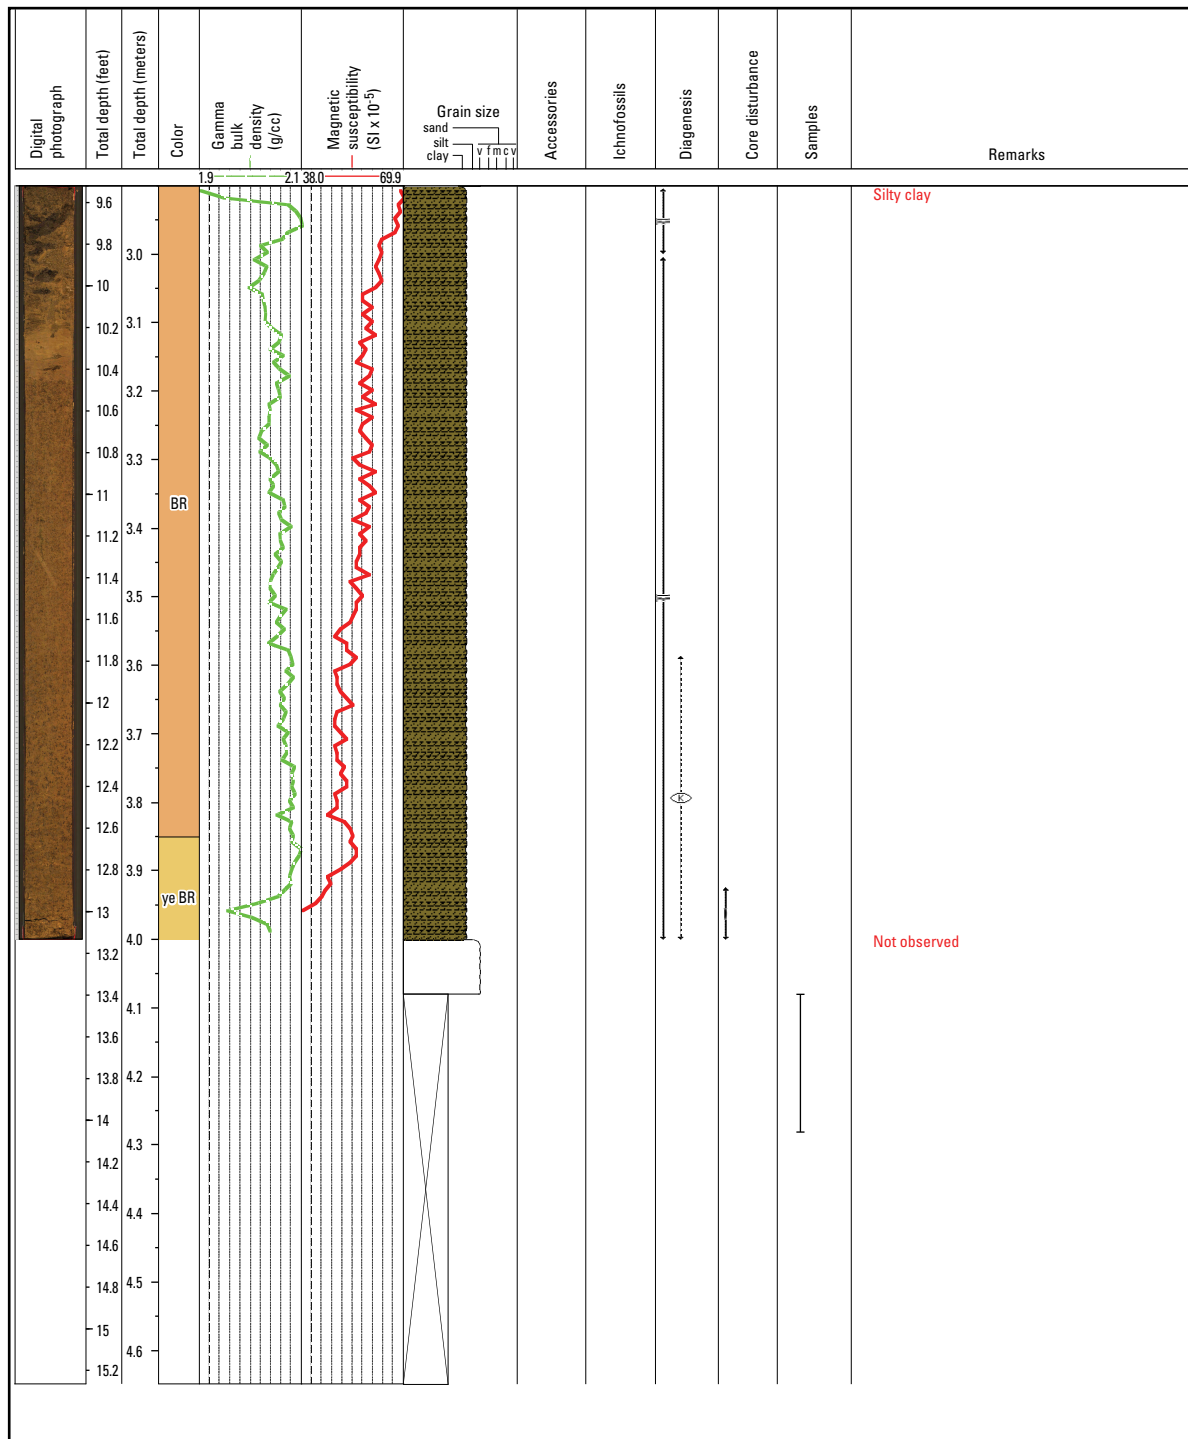 Digital
photograph
Total depth (feet)
Total depth (meters)
Color
Gamma
bulk
density
(g/cc)
Magnetic
susceptibility
(SI x 10-5)
Grain size
sand
silt
clay
v f m c v
Accessories
Ichnofossils
Diagenesis
Core disturbance
Samples
Remarks
1.9 2.1 38.0 69.9
9.6
9.8
10
10.2
10.4
10.6
10.8
11
11.2
11.4
11.6
11.8
12
12.2
12.4
12.6
12.8
13
13.2
13.4
13.6
13.8
14
14.2
14.4
14.6
14.8
15
15.2
3.0
3.1
3.2
3.3
3.4
3.5
3.6
3.7
3.8
3.9
4.0
4.1
4.2
4.3
4.4
4.5
4.6
BR
ye BR
K
Silty clay
Not observed